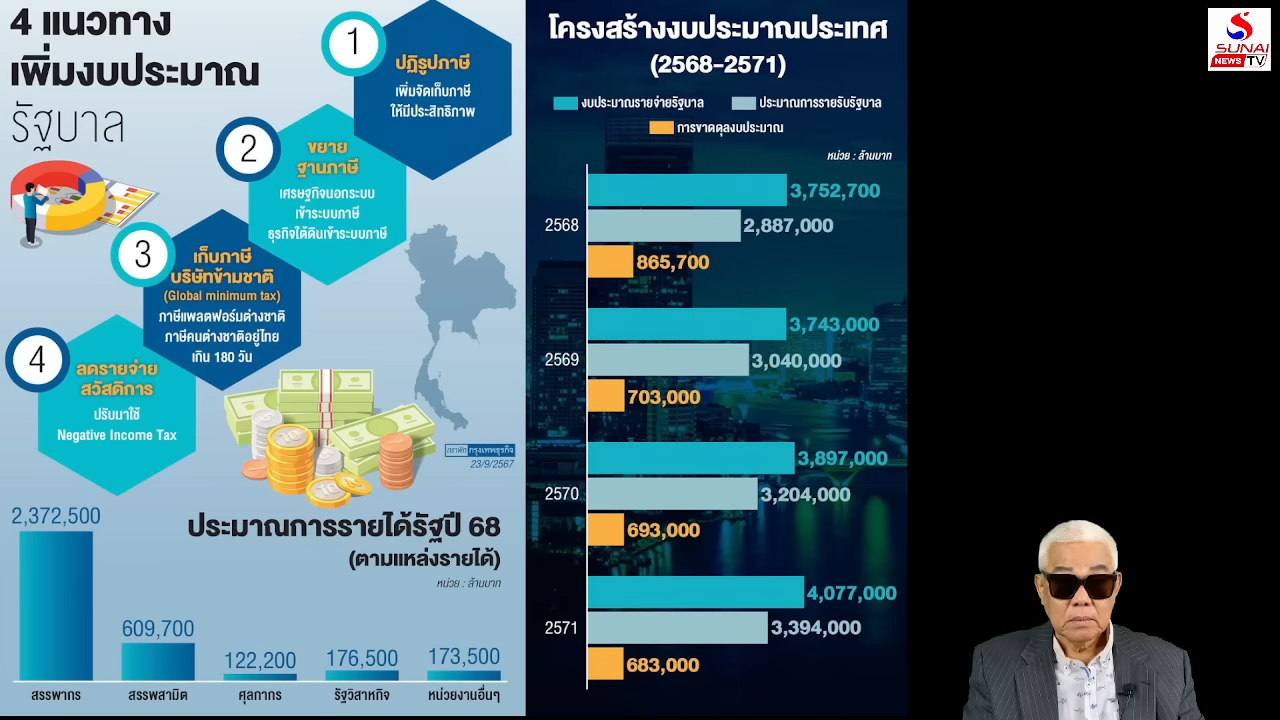 4 แนวทาง
เพิ่มงบประมาณ
รัฐบาล
1
ปฏิรูปภาษี
เพิ่มจัดเก็บภาษี
ให้มีประสิทธิภาพ
2
ขยาย
ฐานภาษี
เศรษฐกิจนอกระบบ
เข้าระบบภาษี
ธุรกิจใต้ดินเข้าระบบภาษี
3
เก็บภาษี
บริษัทข้ามชาติ
(Global minimum tax)
ภาษีแพลตฟอร์มต่างชาติ
ภาษีคนต่างชาติอยู่ไทย
เกิน 180 วัน
4
ลดรายจ่าย
สวัสดิการ
ปรับมาใช้
Negative Income Tax
กราฟิก กรุงเทพธุรกิจ
23/9/2567
ประมาณการรายได้รัฐปี 68
(ตามแหล่งรายได้)
หน่วย : ล้านบาท
2,372,500
609,700
122,200
176,500
173,500
สรรพากร
สรรพสามิต
ศุลกากร
รัฐวิสาหกิจ
หน่วยงานอื่นๆ
โครงสร้างงบประมาณประเทศ
(2568-2571)
งบประมาณรายจ่ายรัฐบาล
ประมาณการรายรับรัฐบาล
การขาดดุลงบประมาณ
หน่วย : ล้านบาท
2568
3,752,700
2,887,000
865,700
2569
3,743,000
3,040,000
703,000
2570
3,897,000
3,204,000
693,000
2571
4,077,000
3,394,000
683,000
SUNAI
NEWS TV